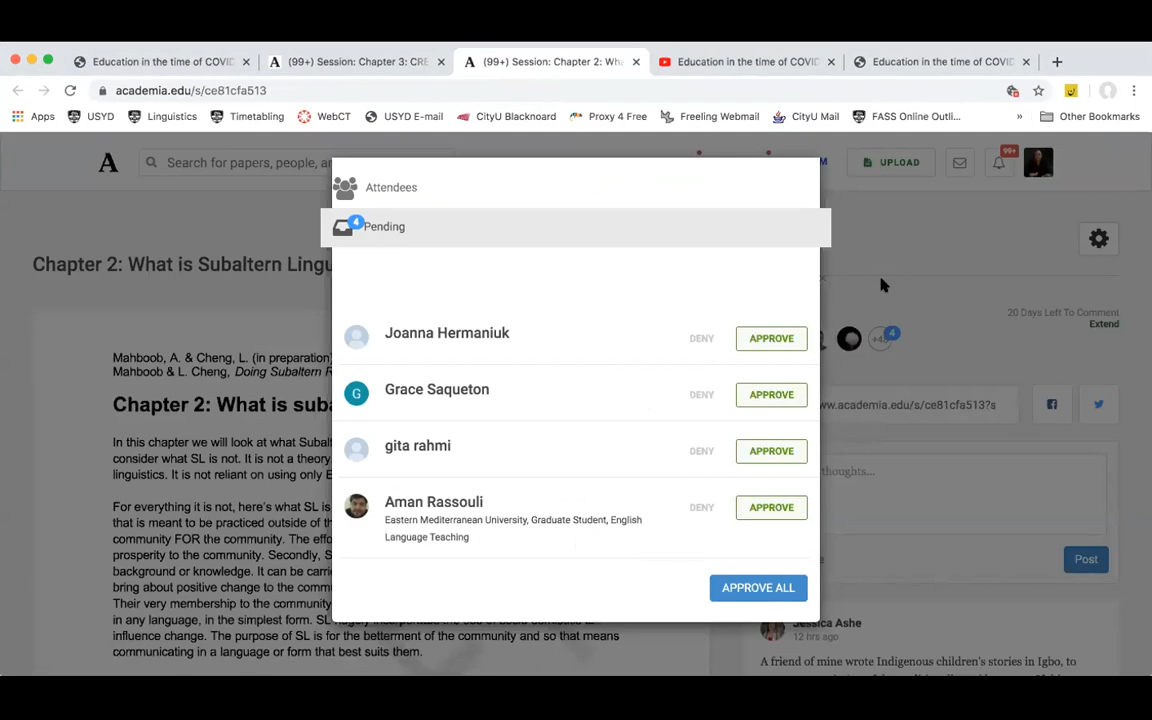 Education in the time of COVID
(99+) Session: Chapter 3: CRE
(99+) Session: Chapter 2: Wha
Education in the time of COVID
Education in the time of COVID
academia.edu/s/ce81cfa513
Apps
USYD
Linguistics
Timetabling
WebCT
USYD E-mail
CityU Blacknoard
Proxy 4 Free
Freeling Webmail
CityU Mail
FASS Online Outli...
»
Other Bookmarks
A
Search for papers, people, an
M
UPLOAD
99+
Attendees
4
Pending
Chapter 2: What is Subaltern Lingu
20 Days Left To Comment
Extend
Joanna Hermaniuk
DENY
APPROVE
4
Mahboob, A. & Cheng, L. (in preparation)
Mahboob & L. Cheng, Doing Subaltern R
G
Grace Saqueton
DENY
APPROVE
ww.academia.edu/s/ce81cfa513?s
Chapter 2: What is suba
In this chapter we will look at what Subalt
consider what SL is not. It is not a theory
linguistics. It is not reliant on using only E
gita rahmi
DENY
APPROVE
thoughts...
For everything it is not, here's what SL is
that is meant to be practiced outside of th
community FOR the community. The effo
prosperity to the community. Secondly, S
background or knowledge. It can be carri
bring about positive change to the comm
Their very membership to the community
in any language, in the simplest form.
influence change. The purpose of SL is for the betterment of the community and so that means
communicating in a language or form that best suits them.
Aman Rassouli
Eastern Mediterranean University, Graduate Student, English
Language Teaching
DENY
APPROVE
Post
APPROVE ALL
Jessica Ashe
12 hrs ago
A friend of mine wrote Indigenous children's stories in Igbo, to